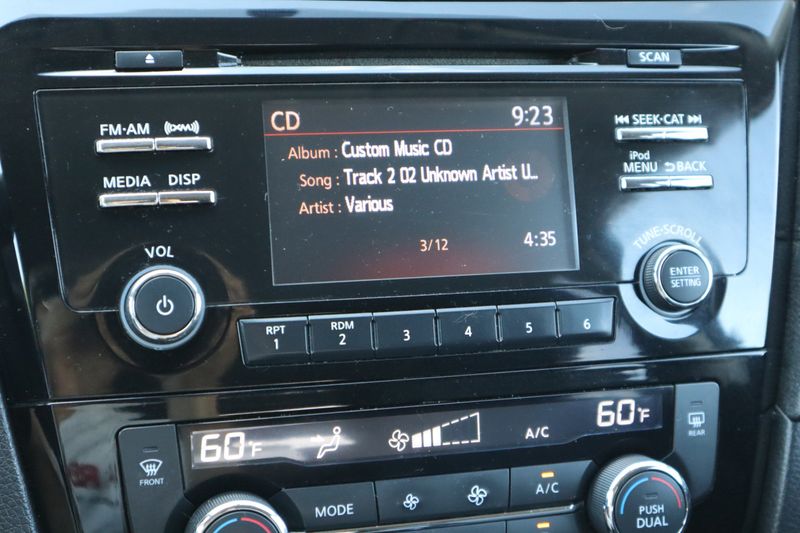 SCAN
FM·AM
MEDIA DISP
VOL
CD 9:23
Album : Custom Music CD
Song : Track 2 02 Unknown Artist U...
Artist : Various
3/12 4:35
SEEK·CAT
iPod
MENU BACK
TUNE·SCROLL
ENTER
SETTING
RPT
1
RDM
2
3
4
5
6
60°F
A/C
60°F
FRONT
REAR
MODE
A/C
PUSH
DUAL